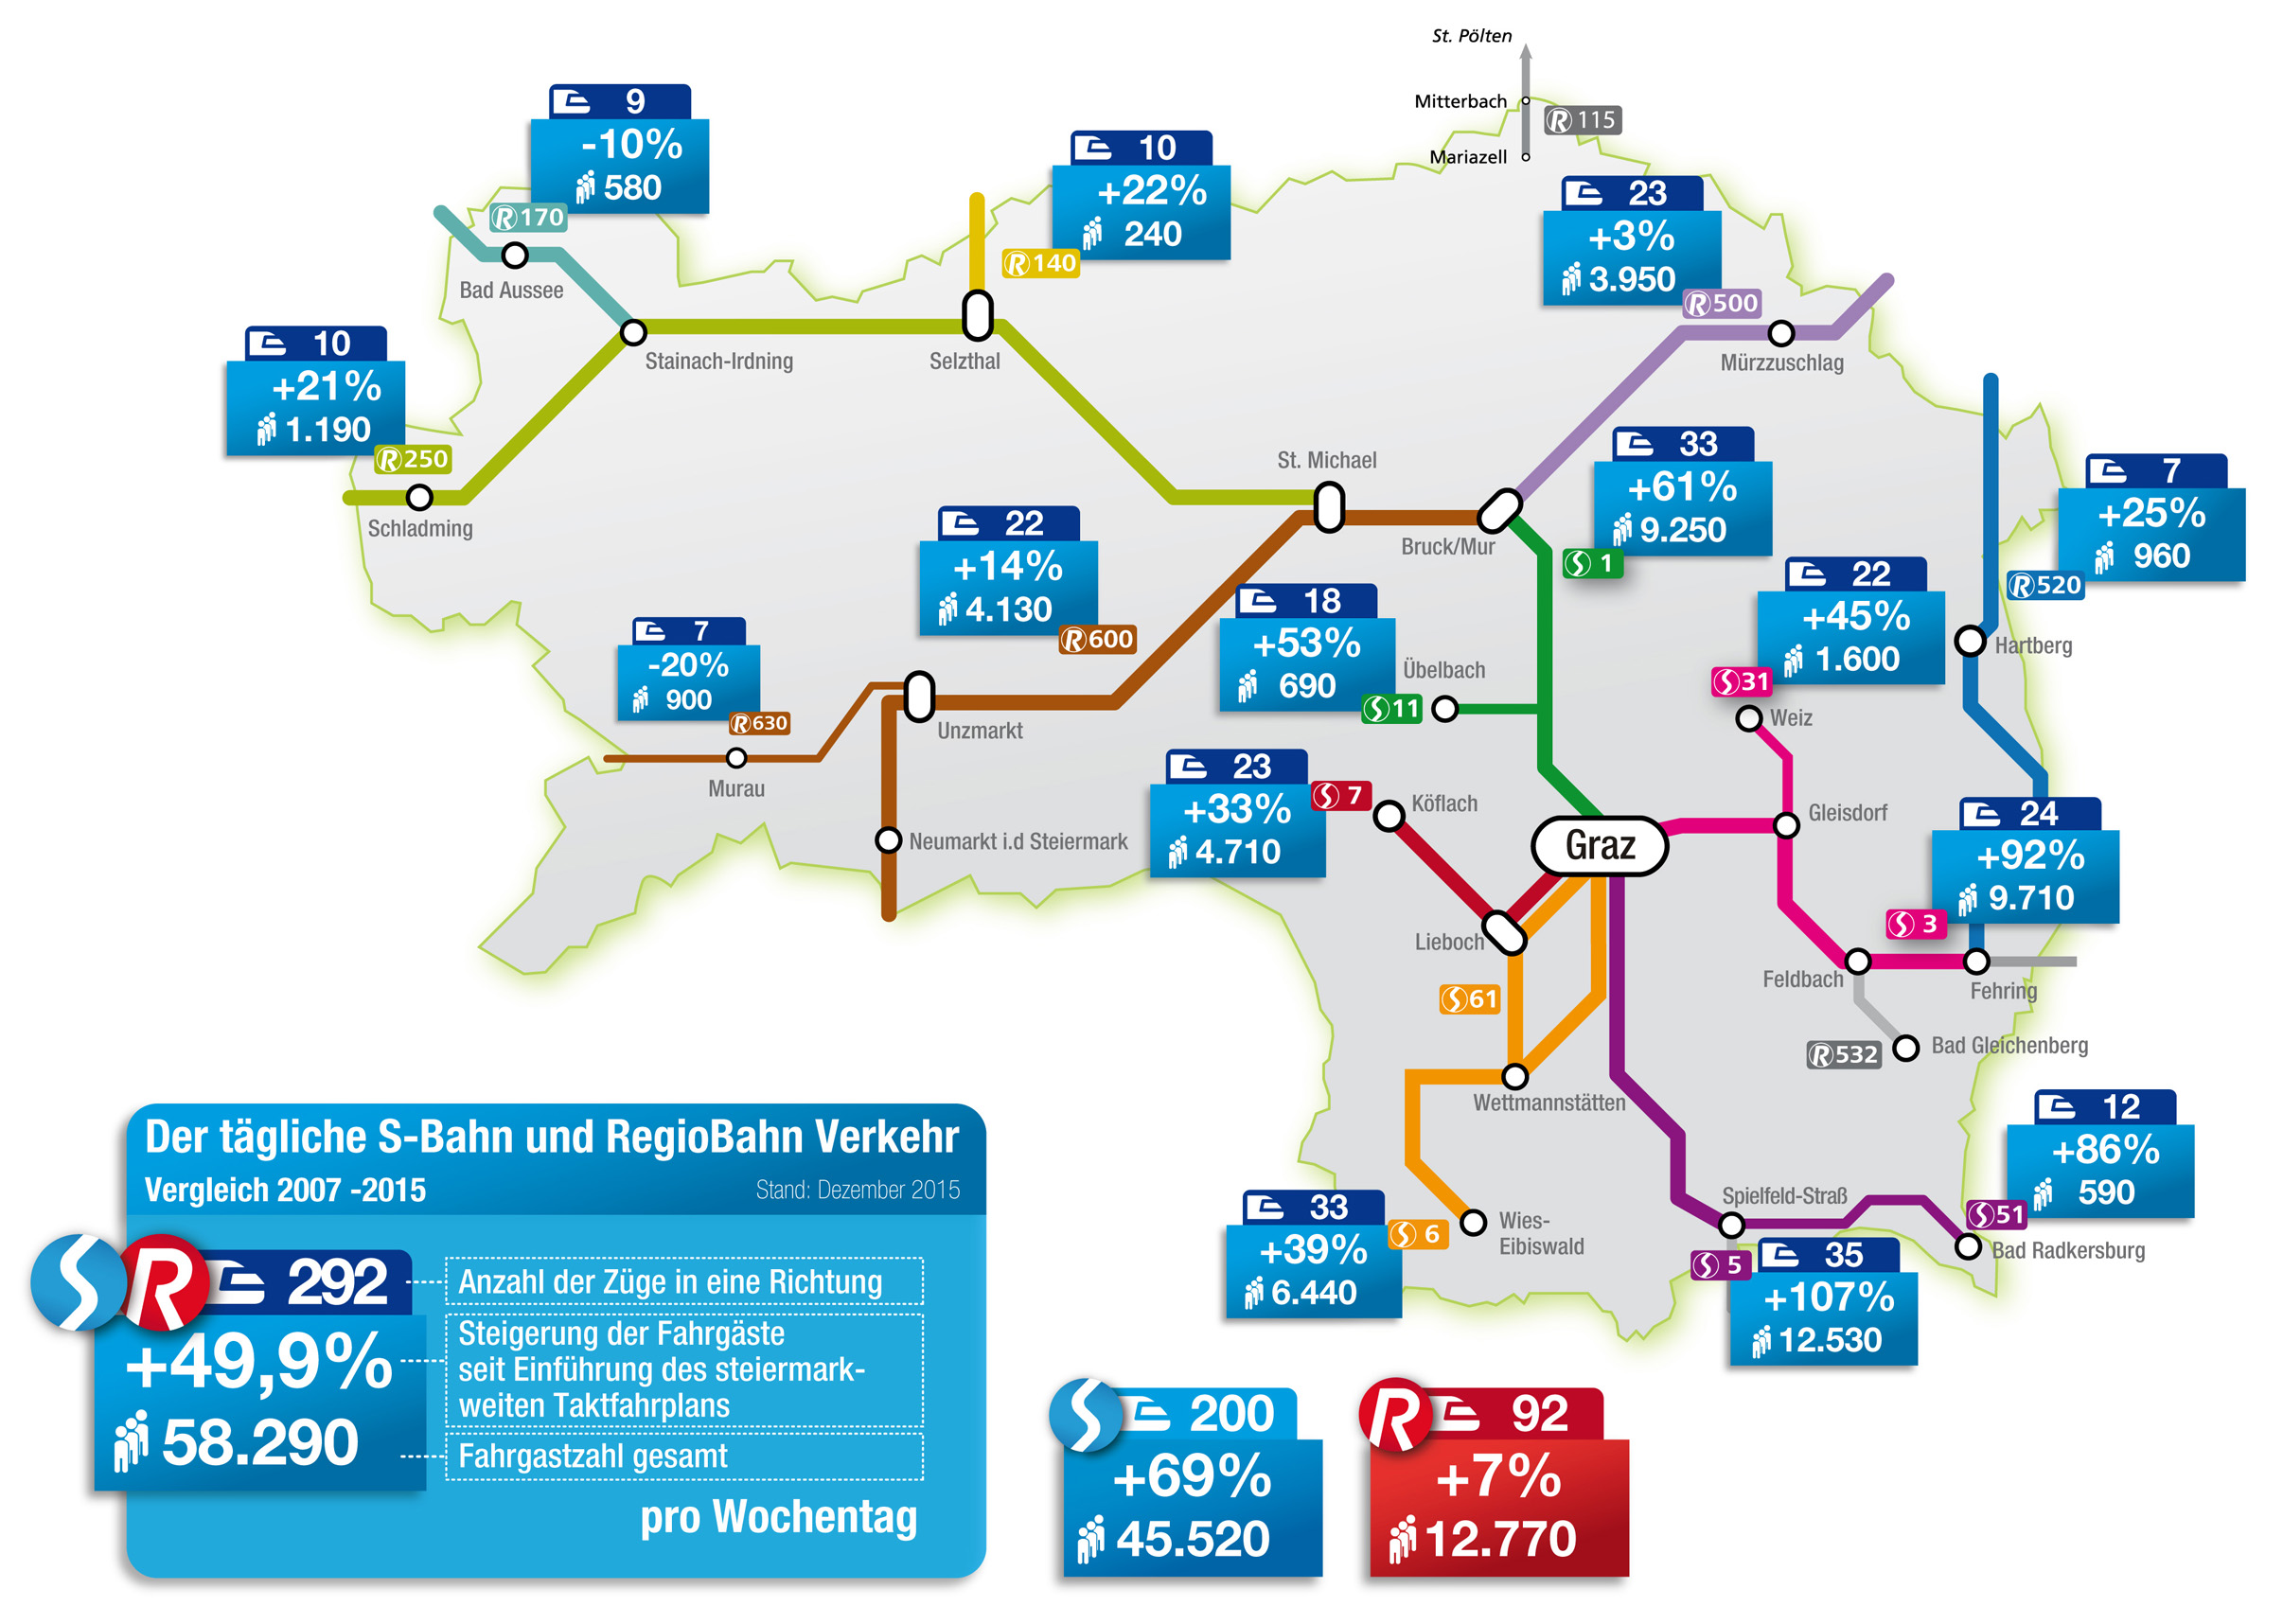 St. Pölten
Mitterbach
R 115
Mariazell
9
-10%
580
R 170
Bad Aussee
10
+22%
240
R 140
23
+3%
3.950
R 500
Mürzzuschlag
10
+21%
1.190
R 250
Stainach-Irdning
Selzthal
Schladming
St. Michael
Bruck/Mur
33
+61%
9.250
S 1
7
+25%
960
R 520
Hartberg
22
+14%
4.130
R 600
18
+53%
690
Übelbach
S 11
22
+45%
1.600
S 31
Weiz
7
-20%
900
R 630
Unzmarkt
Murau
Neumarkt i.d Steiermark
23
+33%
4.710
S 7
Köflach
Graz
Gleisdorf
24
+92%
9.710
S 3
Lieboch
Feldbach
Fehring
S 61
R 532
Bad Gleichenberg
Wettmannstätten
12
+86%
590
S 51
Spielfeld-Straß
Bad Radkersburg
33
+39%
6.440
S 6
Wies-
Eibiswald
S 5
35
+107%
12.530
Der tägliche S-Bahn und RegioBahn Verkehr
Vergleich 2007 -2015
Stand: Dezember 2015
S R 292
Anzahl der Züge in eine Richtung
+49,9%
Steigerung der Fahrgäste
seit Einführung des steiermark-
weiten Taktfahrplans
58.290
Fahrgastzahl gesamt
pro Wochentag
S 200
+69%
45.520
R 92
+7%
12.770